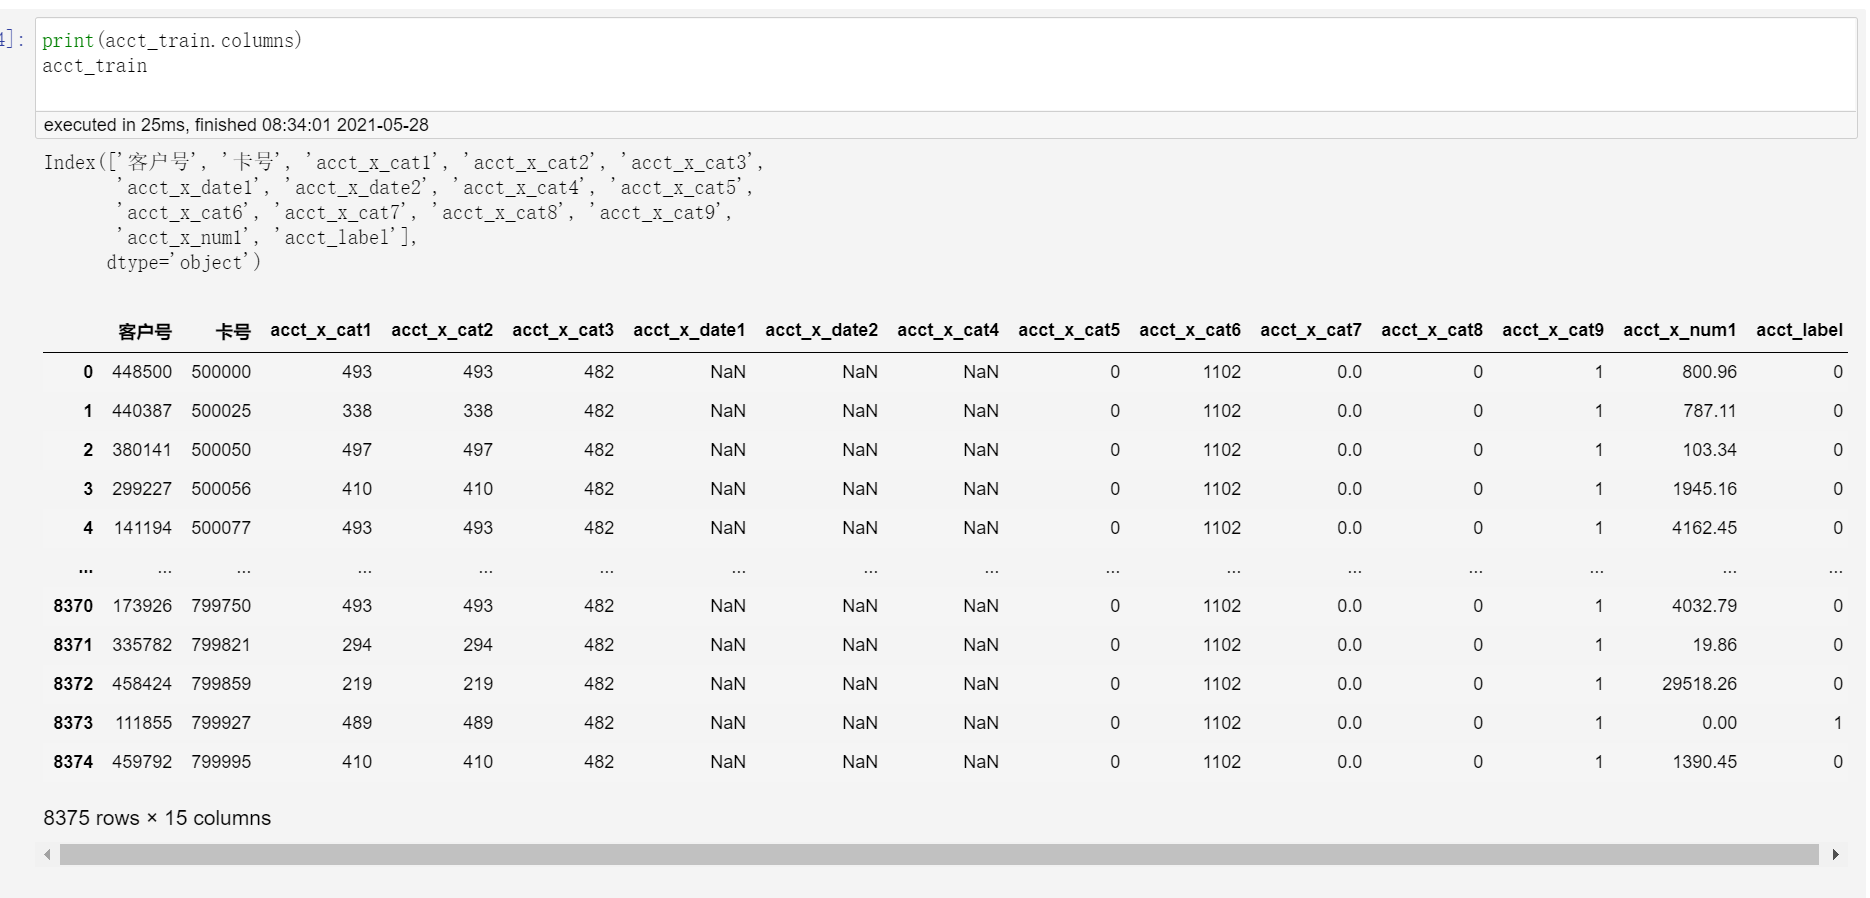 4]:
print(acct_train.columns)
acct_train
executed in 25ms, finished 08:34:01 2021-05-28
Index(['客户号', '卡号', 'acct_x_cat1', 'acct_x_cat2', 'acct_x_cat3',
'acct_x_date1', 'acct_x_date2', 'acct_x_cat4', 'acct_x_cat5',
'acct_x_cat6', 'acct_x_cat7', 'acct_x_cat8', 'acct_x_cat9',
'acct_x_num1', 'acct_label'],
dtype='object')
客户号 卡号 acct_x_cat1 acct_x_cat2 acct_x_cat3 acct_x_date1 acct_x_date2 acct_x_cat4 acct_x_cat5 acct_x_cat6 acct_x_cat7 acct_x_cat8 acct_x_cat9 acct_x_num1 acct_label
0 448500 500000 493 493 482 NaN NaN NaN 0 1102 0.0 0 1 800.96 0
1 440387 500025 338 338 482 NaN NaN NaN 0 1102 0.0 0 1 787.11 0
2 380141 500050 497 497 482 NaN NaN NaN 0 1102 0.0 0 1 103.34 0
3 299227 500056 410 410 482 NaN NaN NaN 0 1102 0.0 0 1 1945.16 0
4 141194 500077 493 493 482 NaN NaN NaN 0 1102 0.0 0 1 4162.45 0
... ... ... ... ... ... ... ... ... ... ... ... ... ... ... ...
8370 173926 799750 493 493 482 NaN NaN NaN 0 1102 0.0 0 1 4032.79 0
8371 335782 799821 294 294 482 NaN NaN NaN 0 1102 0.0 0 1 19.86 0
8372 458424 799859 219 219 482 NaN NaN NaN 0 1102 0.0 0 1 29518.26 0
8373 111855 799927 489 489 482 NaN NaN NaN 0 1102 0.0 0 1 0.00 1
8374 459792 799995 410 410 482 NaN NaN NaN 0 1102 0.0 0 1 1390.45 0
8375 rows × 15 columns